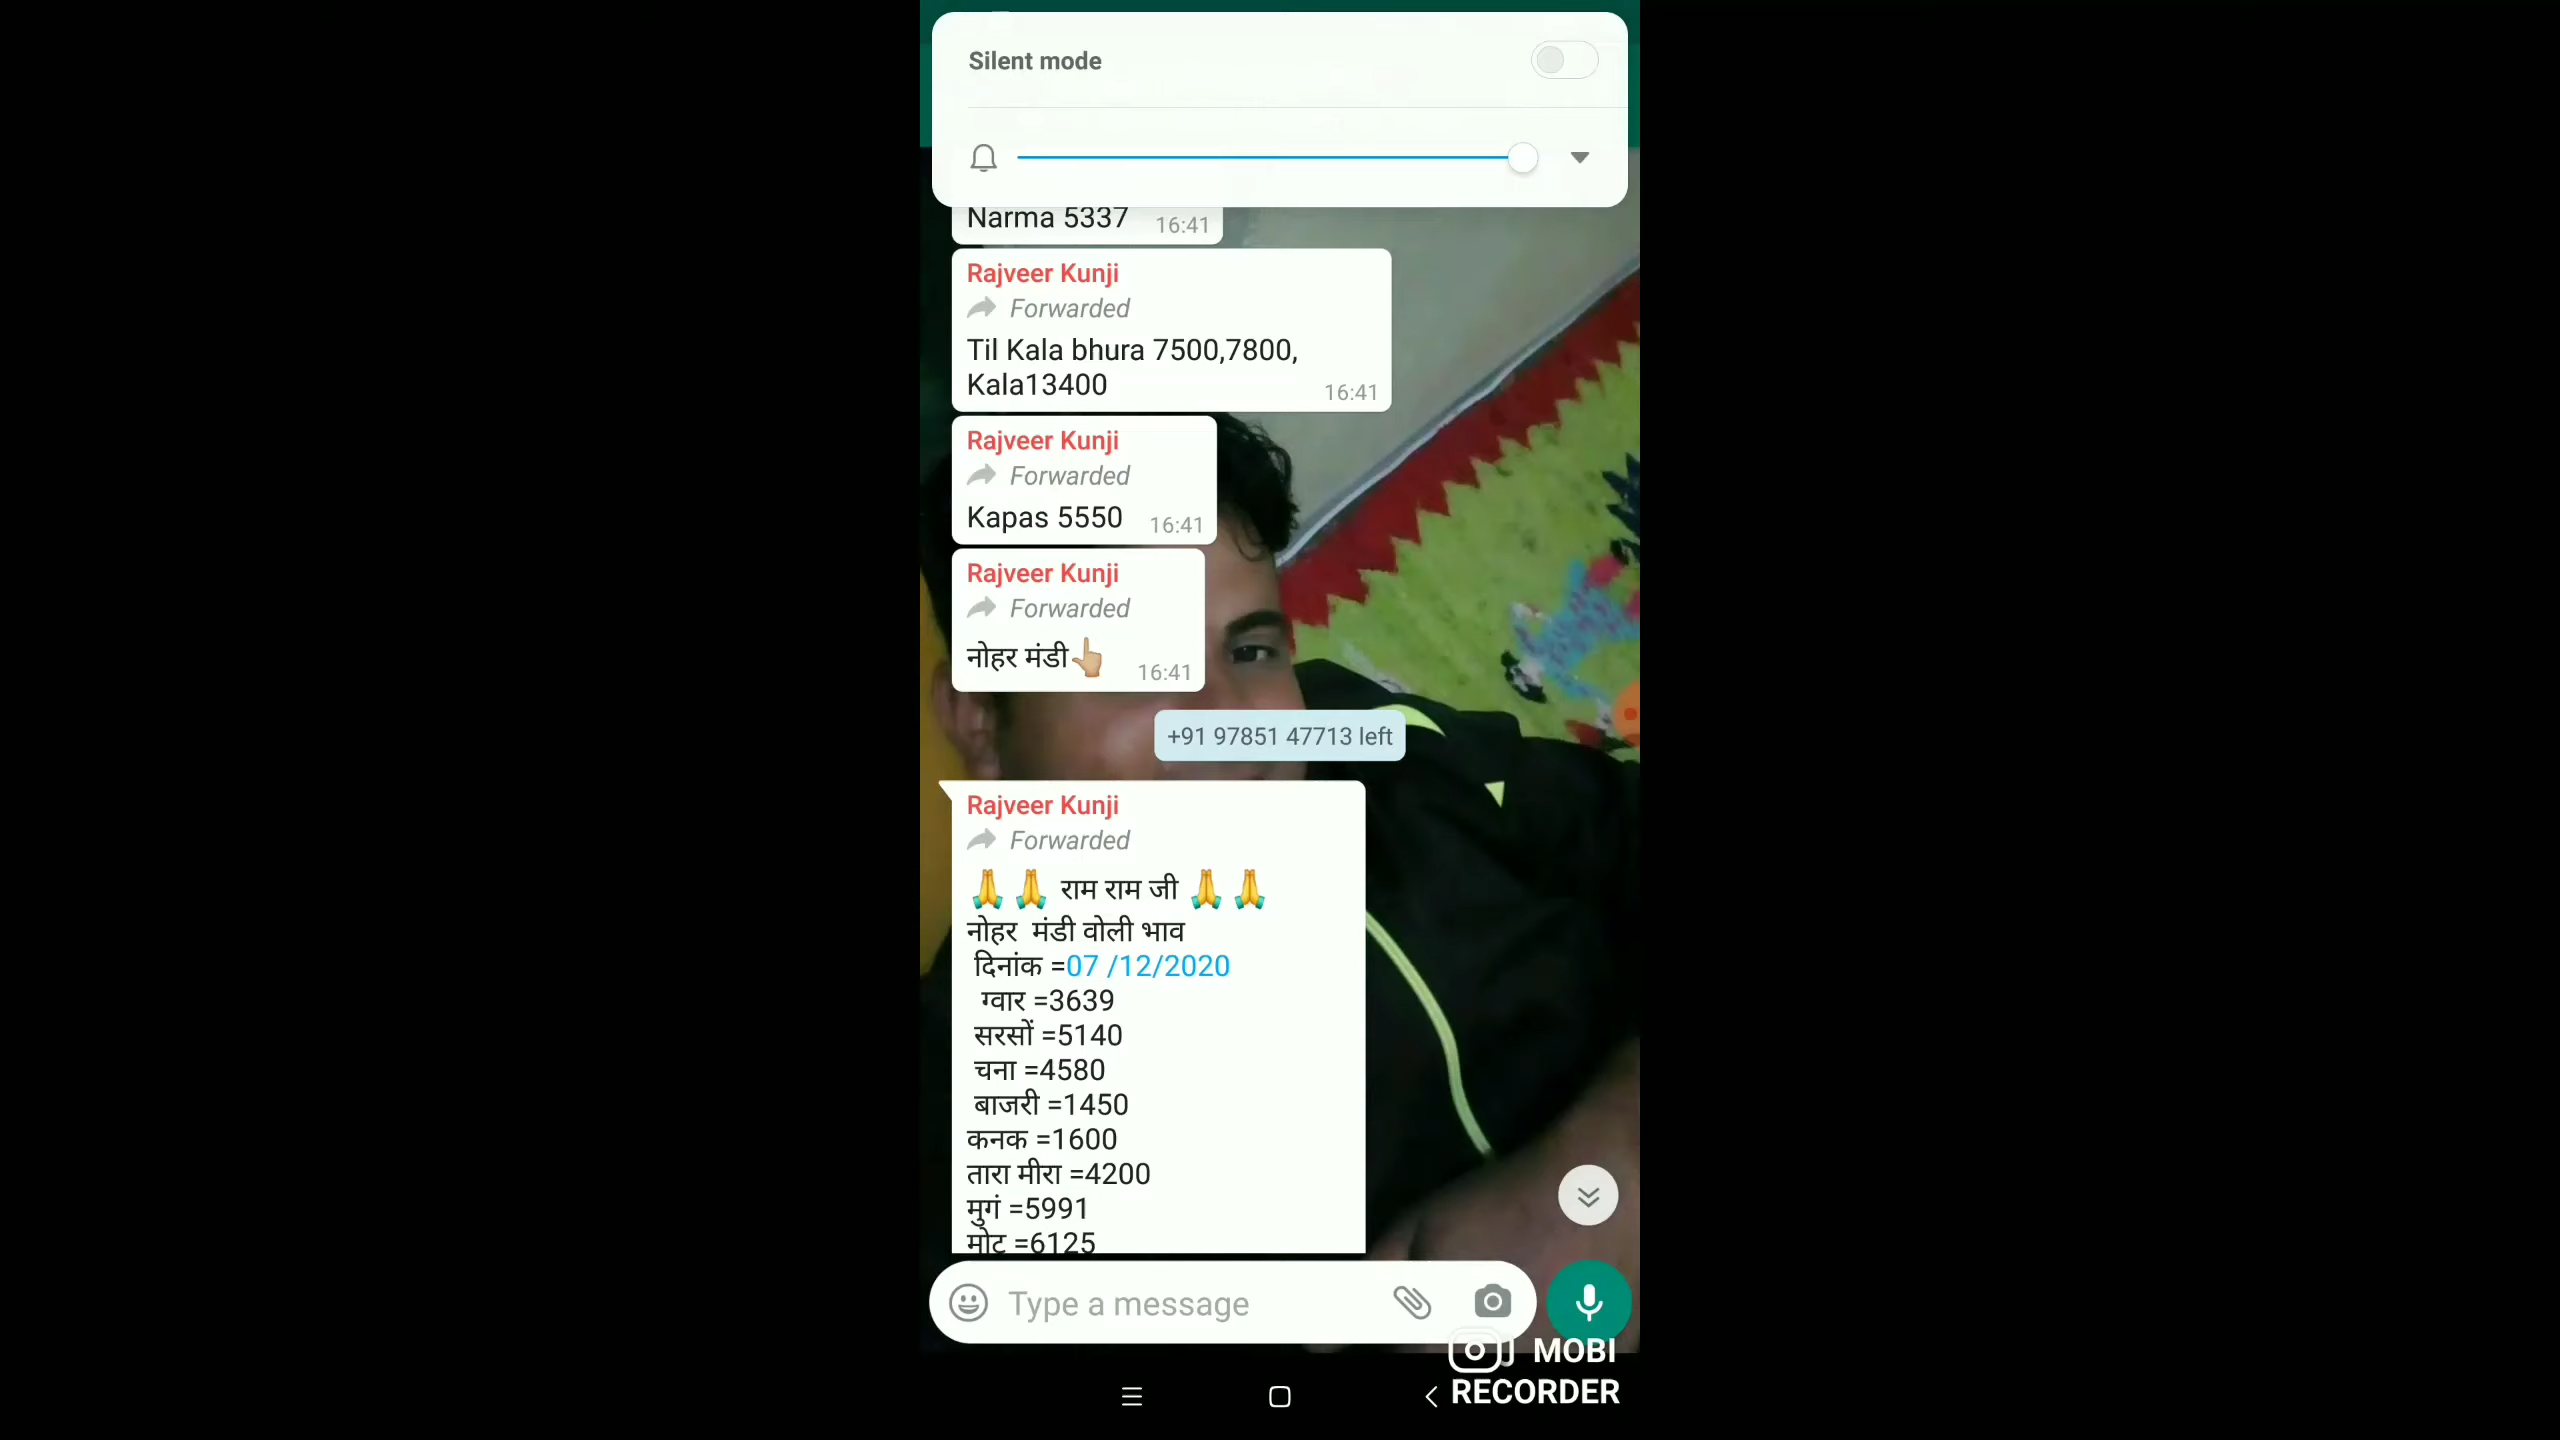 Silent mode
Narma 5337 16:41
Rajveer Kunji
Forwarded
Til Kala bhura 7500,7800,
Kala13400 16:41
Rajveer Kunji
Forwarded
Kapas 5550 16:41
Rajveer Kunji
Forwarded
नोहर मंडी👆🏼 16:41
+91 97851 47713 left
Rajveer Kunji
Forwarded
🙏🙏 राम राम जी 🙏🙏
नोहर मंडी वोली भाव
दिनांक =07 /12/2020
ग्वार =3639
सरसों =5140
चना =4580
बाजरी =1450
कनक =1600
तारा मीरा =4200
मुगं =5991
मोट =6125
Type a message
MOBI
RECORDER